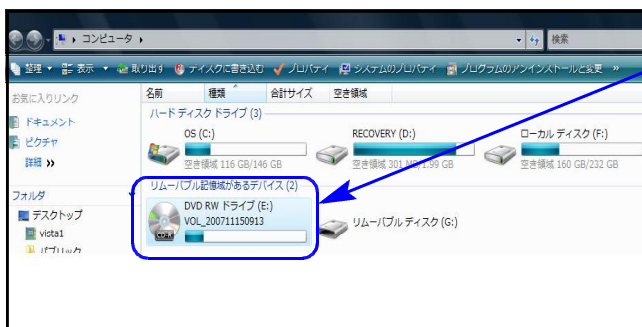 コンピュータ
検索
整理 表示 取り出す ディスクに書き込む プロパティ システムのプロパティ プログラムのアンインストールと変更 »
お気に入りリンク
ドキュメント
ピクチャ
詳細 »
フォルダ
デスクトップ
vista1
パブリック
名前 種類 合計サイズ 空き領域
ハード ディスク ドライブ (3)
OS (C:)
空き領域 116 GB/146 GB
RECOVERY (D:)
空き領域 301 MB/1.99 GB
ローカル ディスク (F:)
空き領域 160 GB/232 GB
リムーバブル記憶域があるデバイス (2)
DVD RW ドライブ (E:)
VOL_200711150913
CD-R
リムーバブル ディスク (G:)